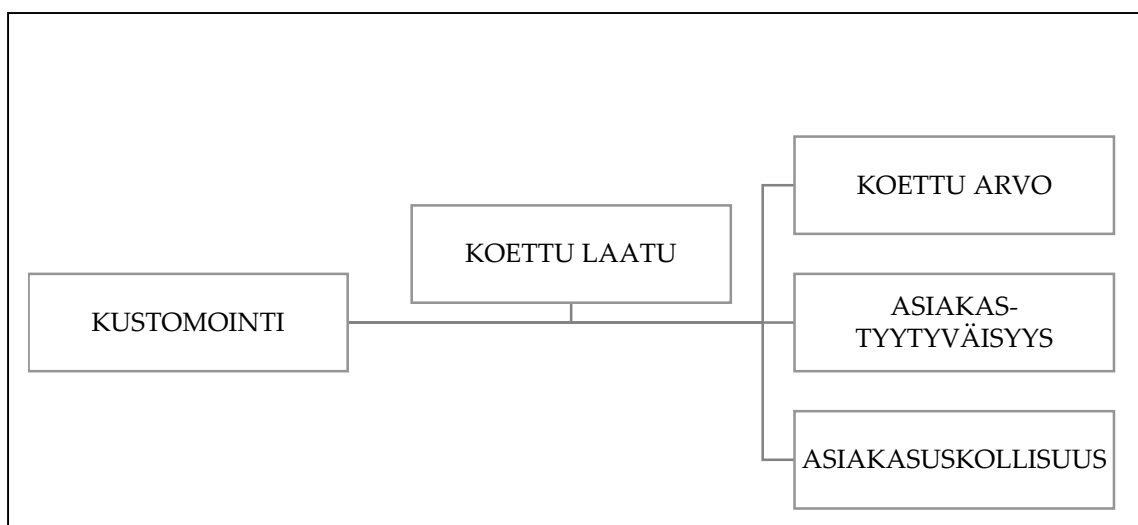 KUSTOMOINTI
KOETTU LAATU
KOETTU ARVO
ASIAKAS-
TYYTYVÄISYYS
ASIAKASUSKOLLISUUS